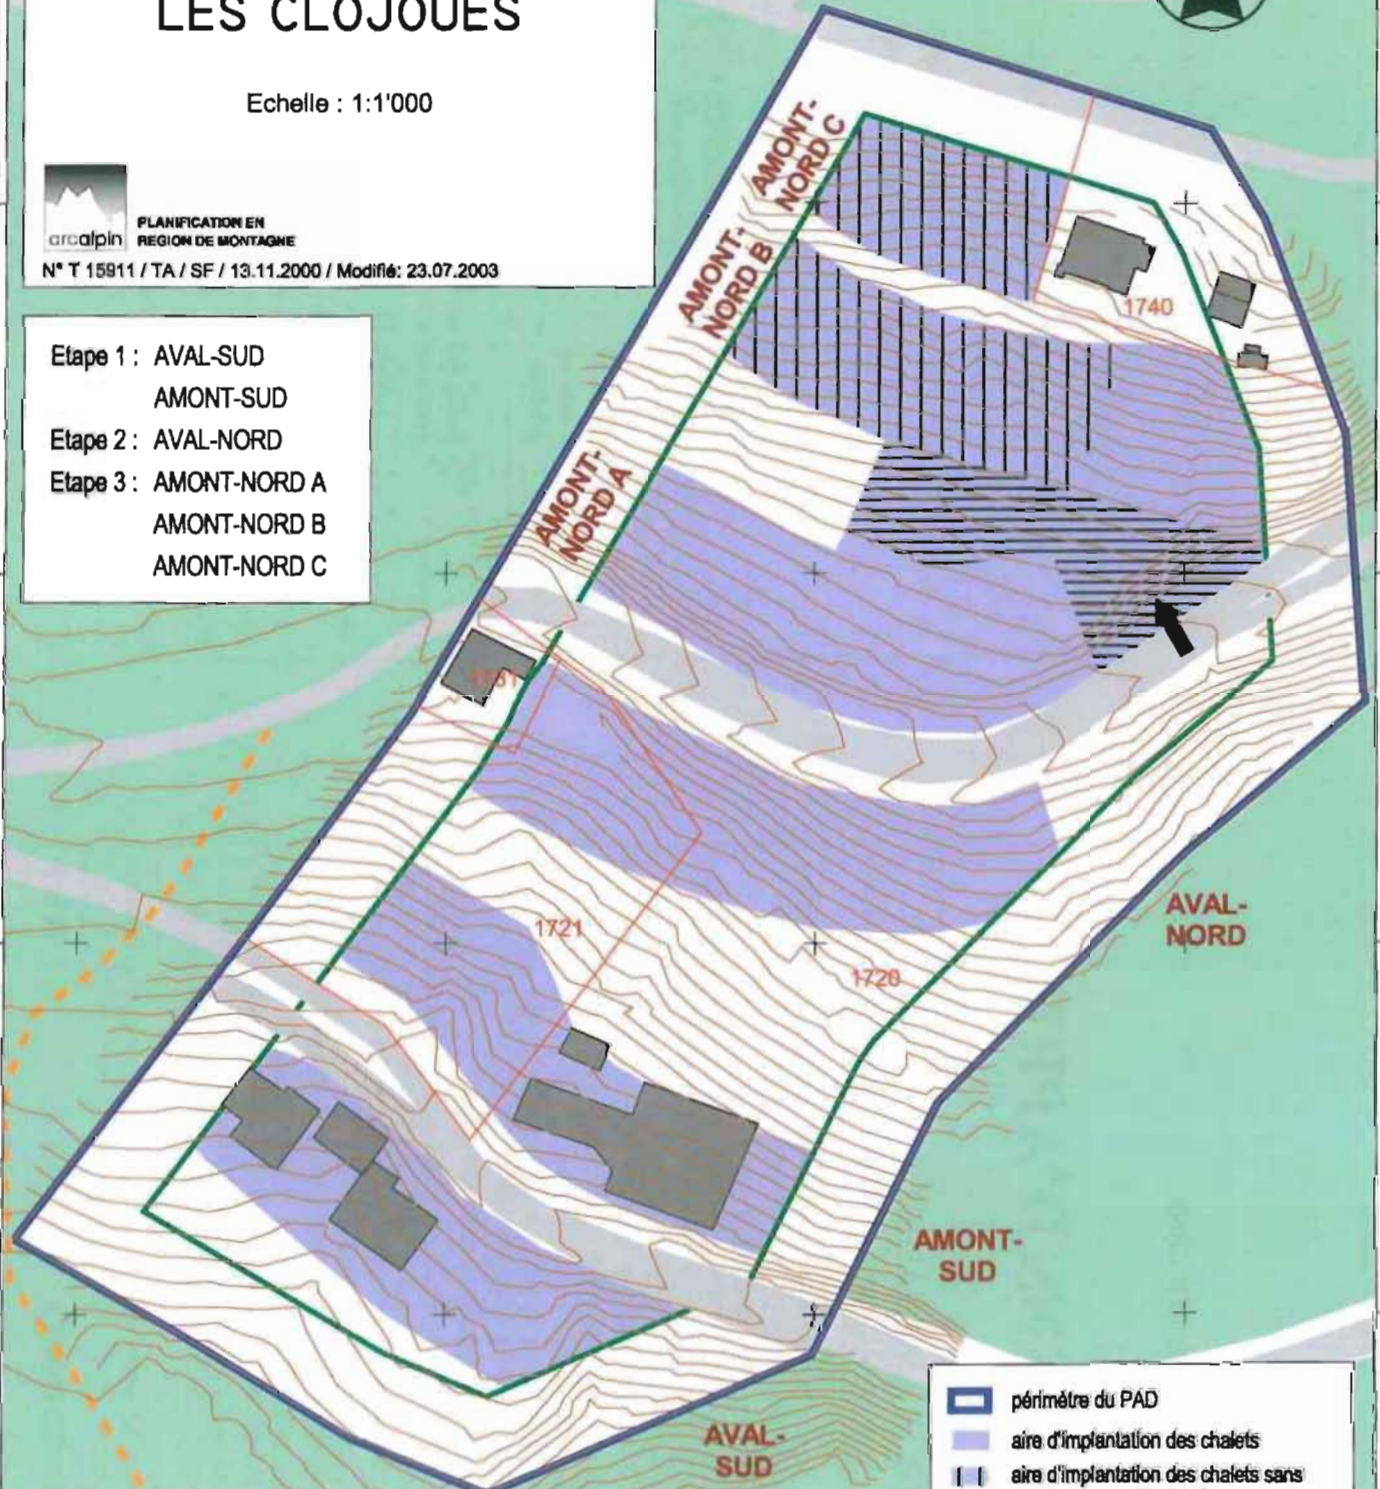 LES CLOJOUES
Echelle : 1:1'000
arcalpin
PLANIFICATION EN
REGION DE MONTAGNE
N° T 15911 / TA / SF / 13.11.2000 / Modifié: 23.07.2003
Etape 1 : AVAL-SUD
AMONT-SUD
Etape 2 : AVAL-NORD
Etape 3 : AMONT-NORD A
AMONT-NORD B
AMONT-NORD C
AMONT-
NORD C
AMONT-
NORD B
1740
AMONT-
NORD A
1721
1720
AVAL-
NORD
AMONT-
SUD
AVAL-
SUD
périmètre du PAD
aire d'implantation des chalets
aire d'implantation des chalets sans